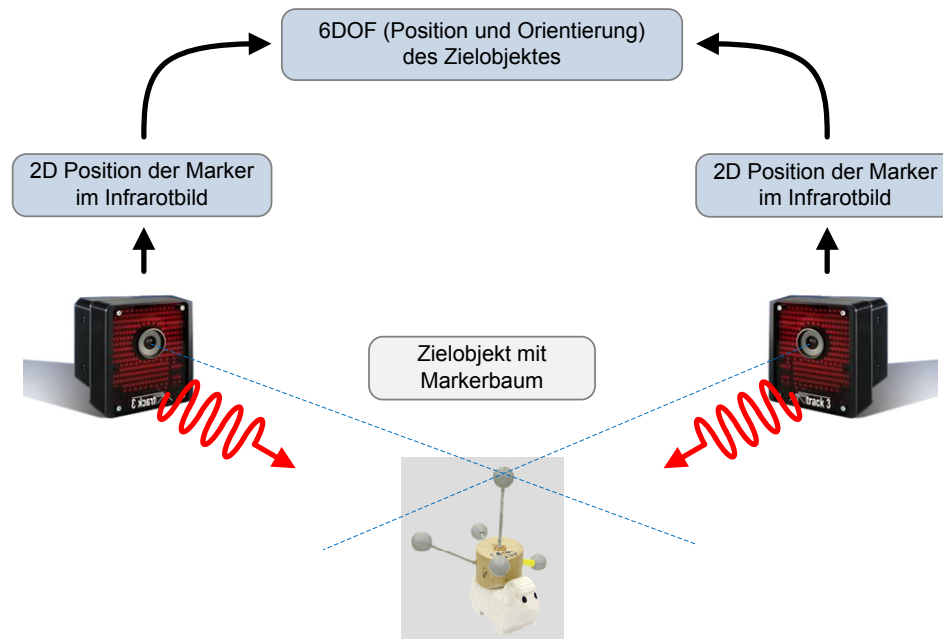 6DOF (Position und Orientierung)
des Zielobjektes
2D Position der Marker
im Infrarotbild
2D Position der Marker
im Infrarotbild
Zielobjekt mit
Markerbaum
track 3
track 3